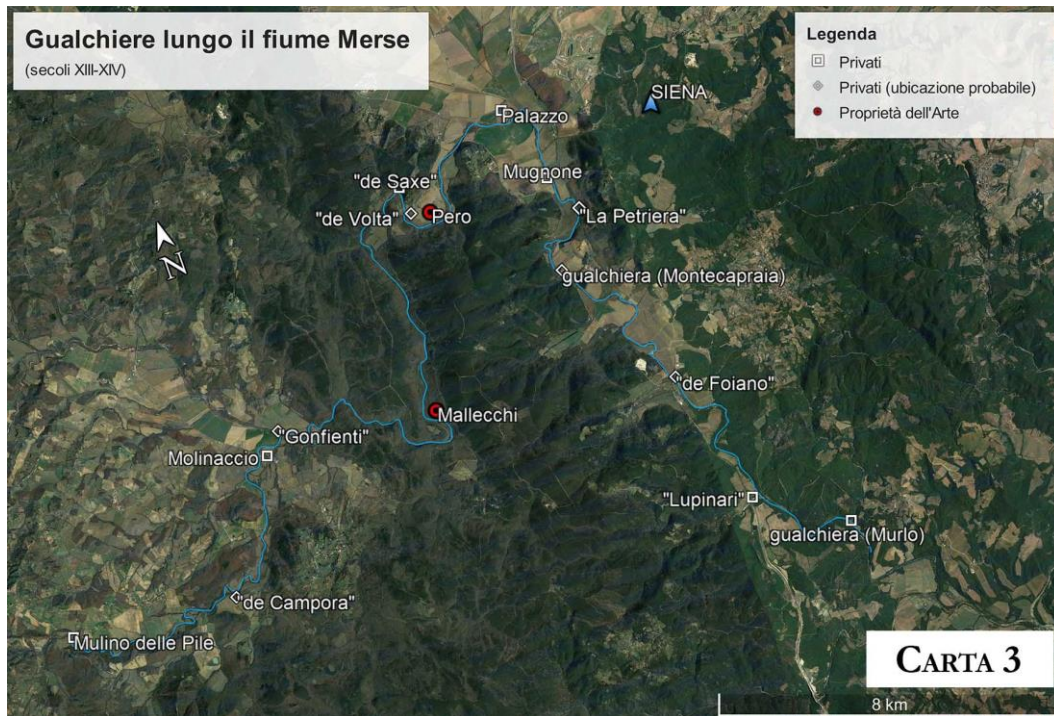 Gualchiere lungo il fiume Merse
(secoli XIII-XIV)
Legenda
Privati
Privati (ubicazione probabile)
Proprietà dell'Arte
SIENA
Palazzo
Mugnone
"de Saxe"
"de Volta"
Pero
"La Petriera"
N
gualchiera (Montecapraia)
"de Foiano"
Mallecchi
"Gonfienti"
Molinaccio
"Lupinari"
gualchiera (Murlo)
"de Campora"
Mulino delle Pile
CARTA 3
8 km